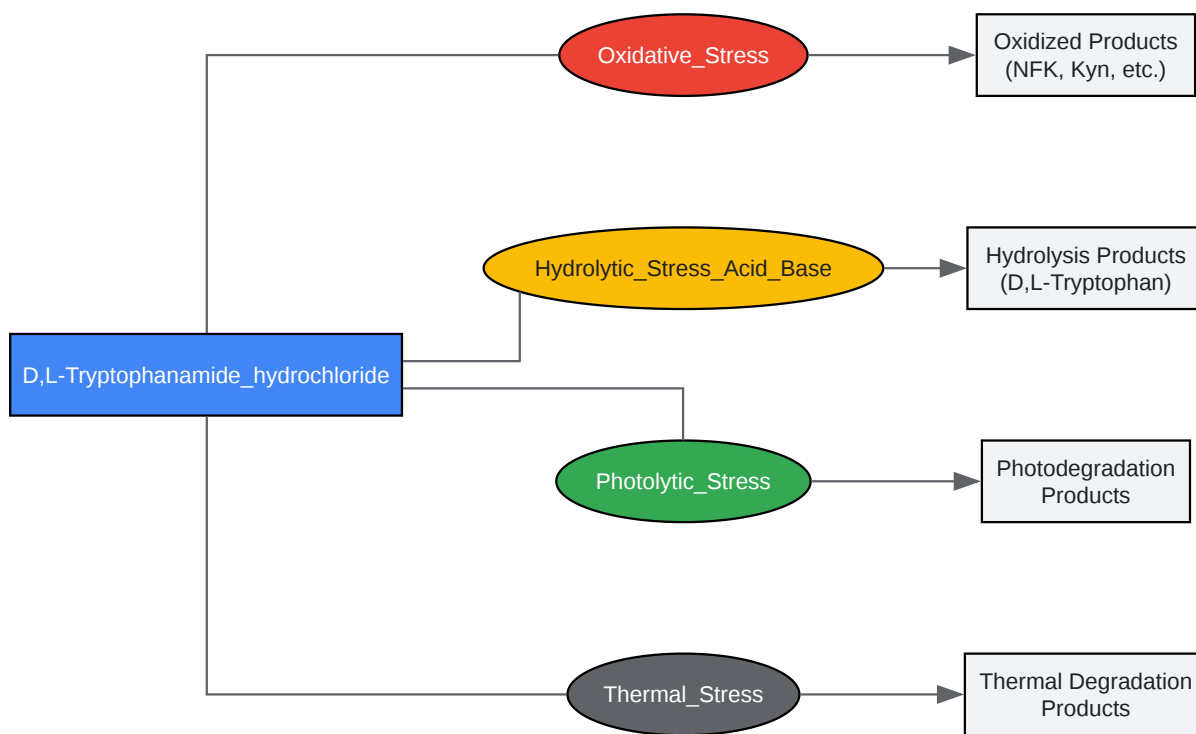 Oxidative_Stress
Oxidized Products
(NFK, Kyn, etc.)
Hydrolytic_Stress_Acid_Base
Hydrolysis Products
(D,L-Tryptophan)
D,L-Tryptophanamide_hydrochloride
Photolytic_Stress
Photodegradation
Products
Thermal_Stress
Thermal Degradation
Products